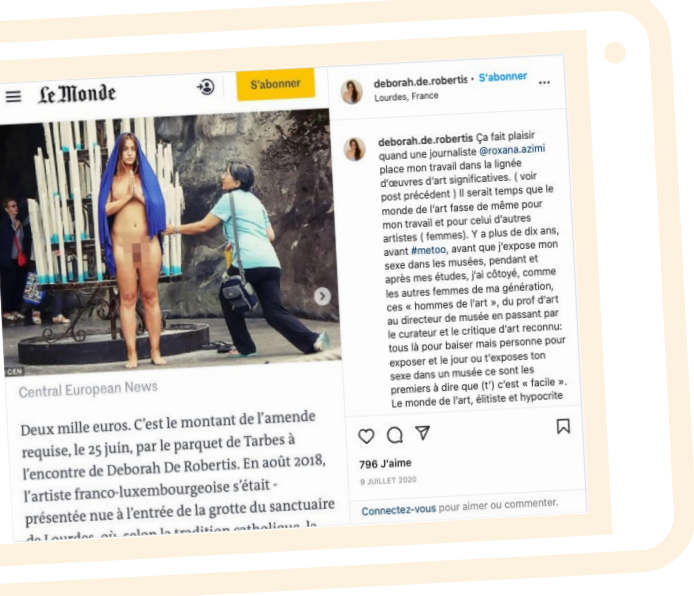 Le Monde
S'abonner
CEN
Central European News
Deux mille euros. C'est le montant de l'amende
requise, le 25 juin, par le parquet de Tarbes à
l'encontre de Deborah De Robertis. En août 2018,
l'artiste franco-luxembourgeoise s'était -
présentée nue à l'entrée de la grotte du sanctuaire
de Lourdes, où, selon la tradition catholique, la
deborah.de.robertis • S'abonner
Lourdes, France
deborah.de.robertis Ça fait plaisir
quand une journaliste @roxana.azimi
place mon travail dans la lignée
d'œuvres d'art significatives. ( voir
post précédent ) Il serait temps que le
monde de l'art fasse de même pour
mon travail et pour celui d'autres
artistes ( femmes). Y a plus de dix ans,
avant #metoo, avant que j'expose mon
sexe dans les musées, pendant et
après mes études, j'ai côtoyé, comme
les autres femmes de ma génération,
ces « hommes de l'art », du prof d'art
au directeur de musée en passant par
le curateur et le critique d'art reconnu:
tous là pour baiser mais personne pour
exposer et le jour ou t'exposes ton
sexe dans un musée ce sont les
premiers à dire que (t') c'est « facile ».
Le monde de l'art, élitiste et hypocrite
796 J'aime
9 JUILLET 2020
Connectez-vous pour aimer ou commenter.